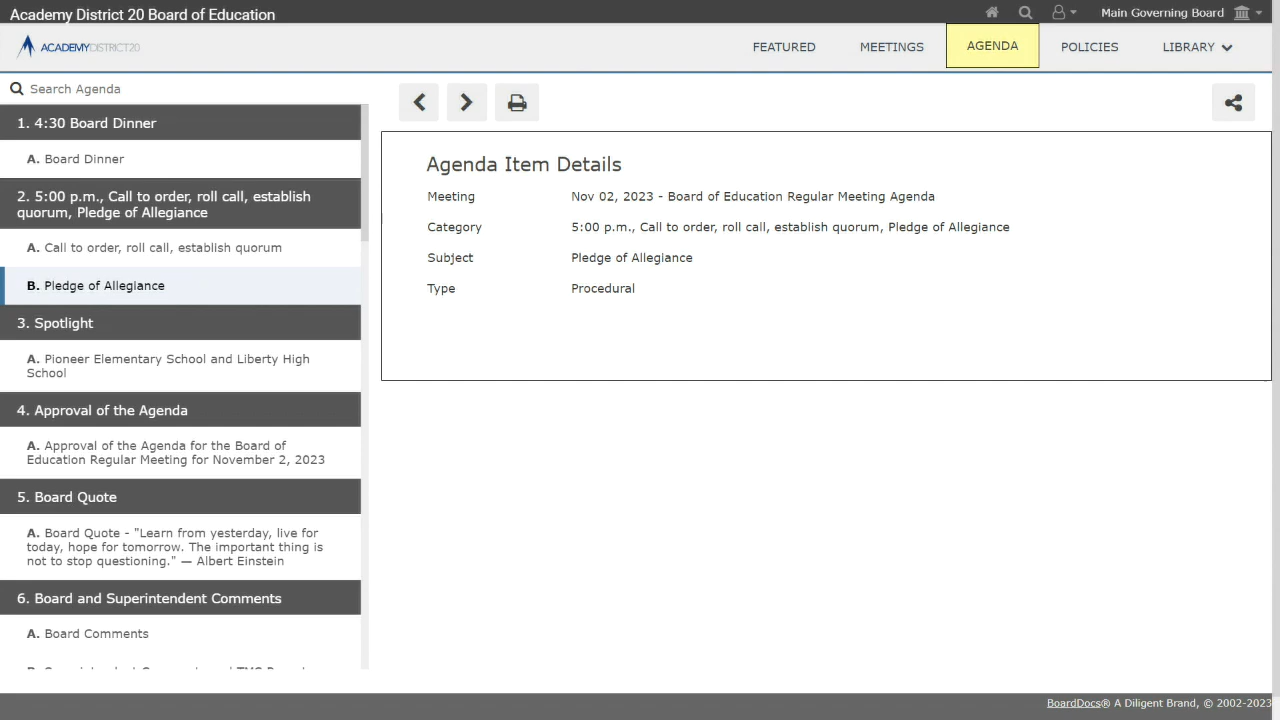 Academy District 20 Board of Education
Main Governing Board
ACADEMYDISTRICT20
FEATURED
MEETINGS
AGENDA
POLICIES
LIBRARY
Search Agenda
1. 4:30 Board Dinner
A. Board Dinner
2. 5:00 p.m., Call to order, roll call, establish
quorum, Pledge of Allegiance
A. Call to order, roll call, establish quorum
B. Pledge of Allegiance
3. Spotlight
A. Pioneer Elementary School and Liberty High
School
4. Approval of the Agenda
A. Approval of the Agenda for the Board of
Education Regular Meeting for November 2, 2023
5. Board Quote
A. Board Quote - "Learn from yesterday, live for
today, hope for tomorrow. The important thing is
not to stop questioning." — Albert Einstein
6. Board and Superintendent Comments
A. Board Comments
Agenda Item Details
Meeting Nov 02, 2023 - Board of Education Regular Meeting Agenda
Category 5:00 p.m., Call to order, roll call, establish quorum, Pledge of Allegiance
Subject Pledge of Allegiance
Type Procedural
BoardDocs® A Diligent Brand, © 2002-2023